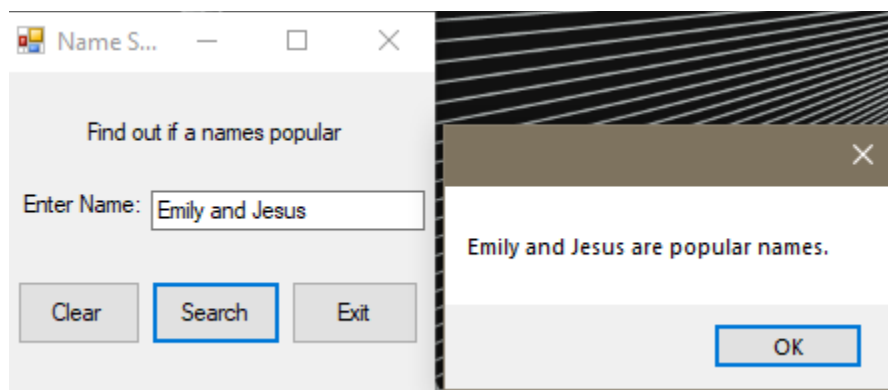 Name S...
Find out if a names popular
Enter Name: Emily and Jesus
Clear Search Exit
Emily and Jesus are popular names.
OK